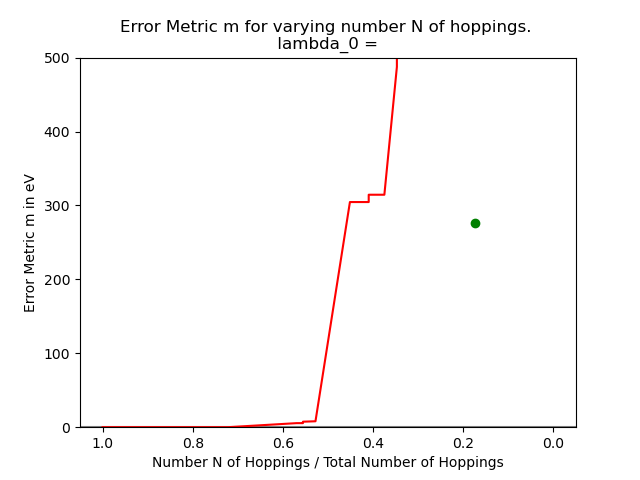 Error Metric m for varying number N of hoppings.
lambda_0 =
500
400
300
200
100
0
Error Metric m in eV
1.0 0.8 0.6 0.4 0.2 0.0
Number N of Hoppings / Total Number of Hoppings